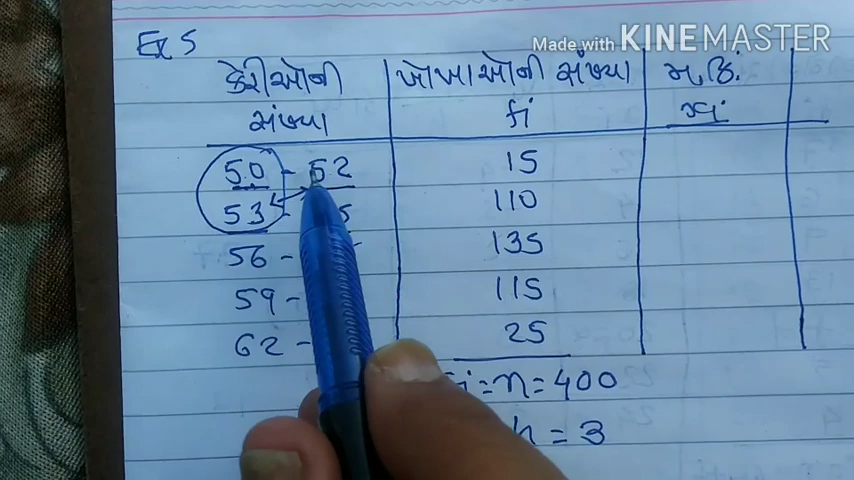 Made with KINEMASTER
Ex 5
કેરીઓની ખોખાઓની સંખ્યા મ.કિં.
સંખ્યા fi xi
50 - 52 15
53 - 5 110
56 - 135
59 - 115
62 - 25
= n = 400
h = 3